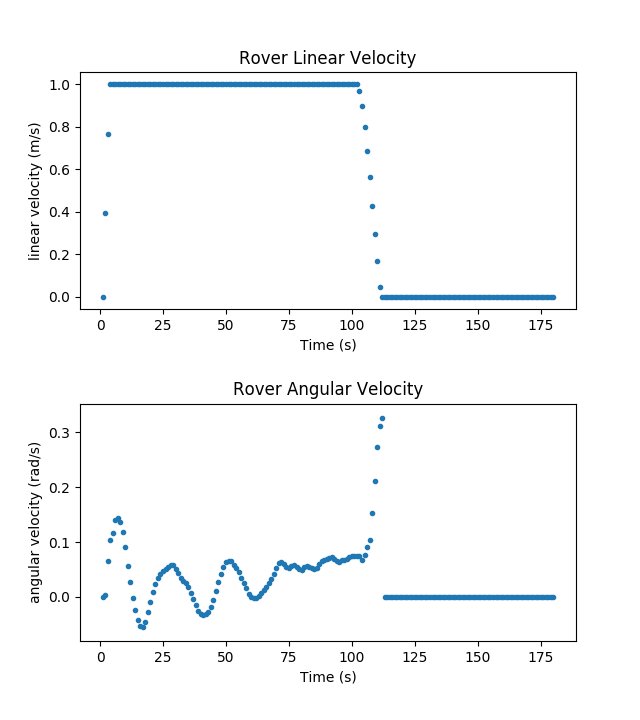 Rover Linear Velocity
linear velocity (m/s)
1.0
0.8
0.6
0.4
0.2
0.0
0 25 50 75 100 125 150 175
Time (s)
Rover Angular Velocity
angular velocity (rad/s)
0.3
0.2
0.1
0.0
0 25 50 75 100 125 150 175
Time (s)